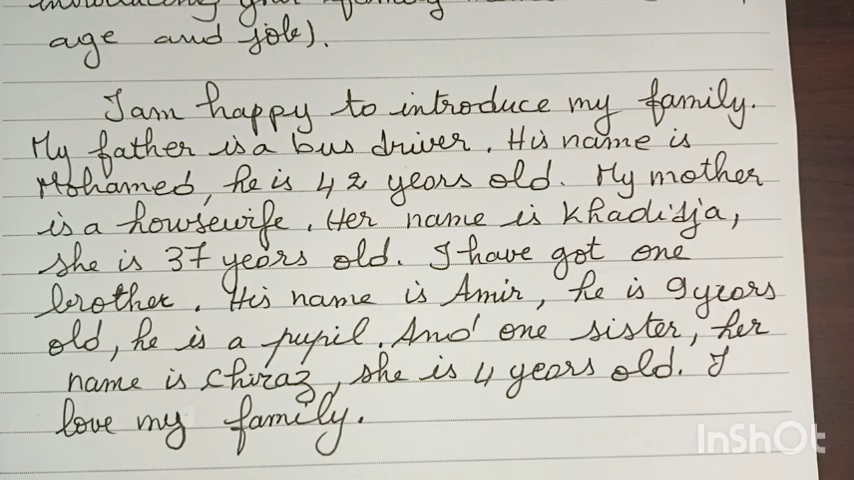 introducing your family
age and job).
I am happy to introduce my family.
My father is a bus driver. His name is
Mohamed, he is 42 years old. My mother
is a housewife. Her name is Khadidja,
she is 37 years old. I have got one
brother. His name is Amir, he is 9 years
old, he is a pupil. And one sister, her
name is Chiraz, she is 4 years old. I
love my family.
InShOt